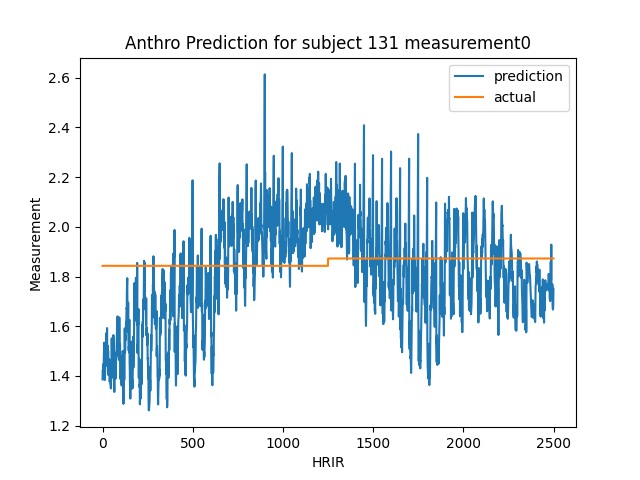 Anthro Prediction for subject 131 measurement0
prediction
actual
Measurement
2.6
2.4
2.2
2.0
1.8
1.6
1.4
1.2
0
500
1000
1500
2000
2500
HRIR